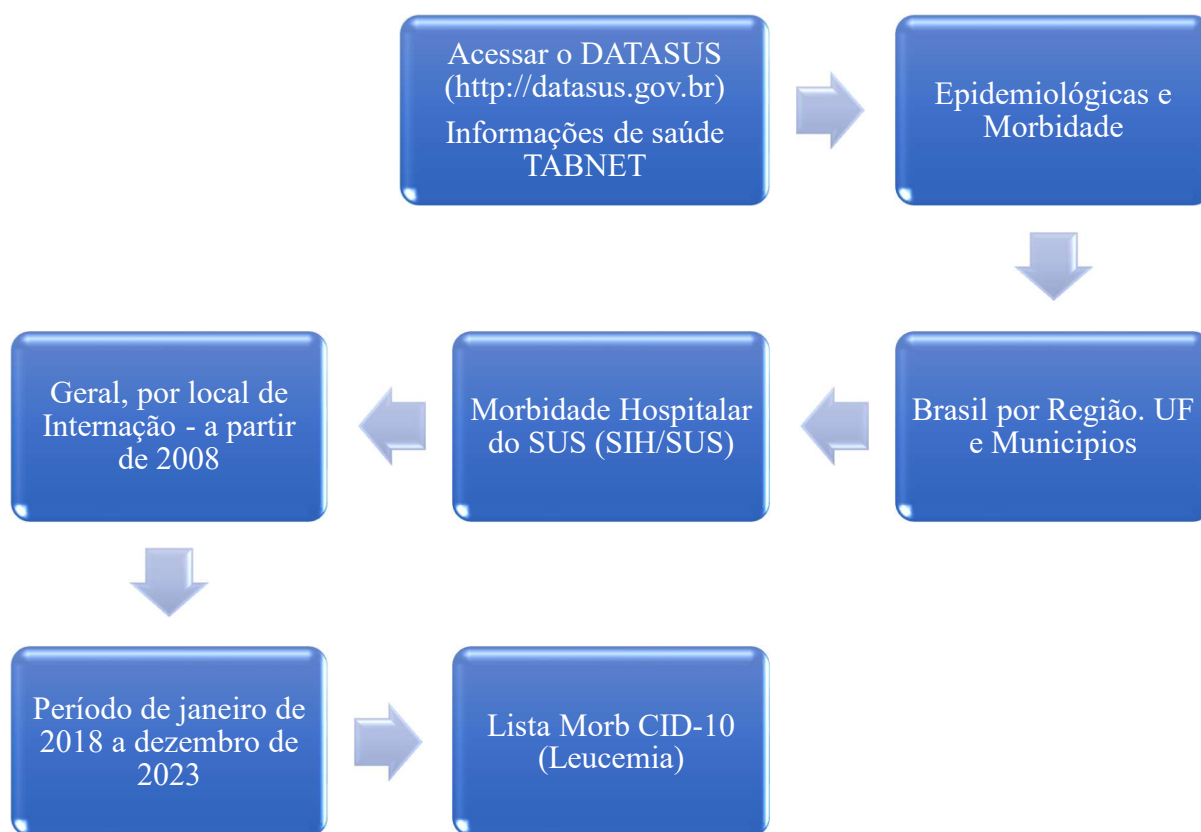 Acessar o DATASUS
(http://datasus.gov.br)
Informações de saúde
TABNET
Epidemiológicas e
Morbidade
Brasil por Região. UF
e Municipios
Morbidade Hospitalar
do SUS (SIH/SUS)
Geral, por local de
Internação - a partir
de 2008
Período de janeiro de
2018 a dezembro de
2023
Lista Morb CID-10
(Leucemia)